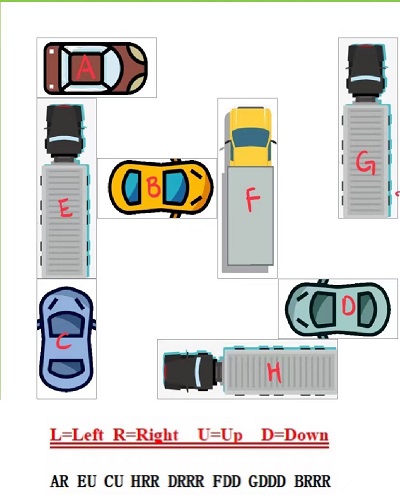 A
G
E
B
F
C
D
H
L=Left R=Right U=Up D=Down
AR EU CU HRR DRRR FDD GDDD BRRR